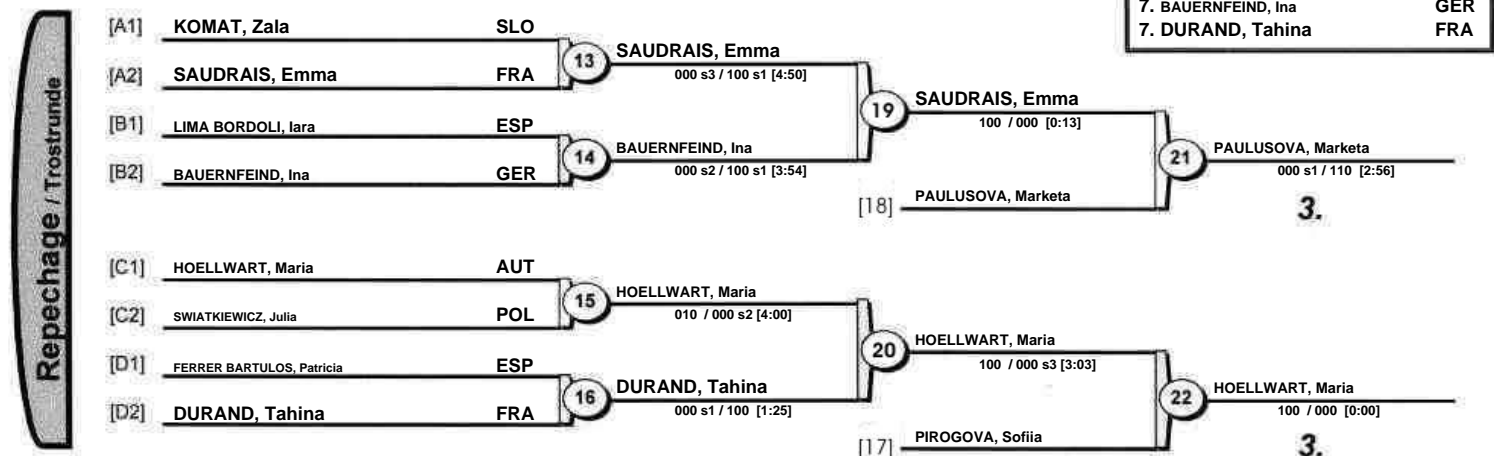 7. BAUERNFEIND, Ina GER
7. DURAND, Tahina FRA
Repechage / Trostrunde
[A1] KOMAT, Zala SLO
13 SAUDRAIS, Emma
000 s3 / 100 s1 [4:50]
[A2] SAUDRAIS, Emma FRA
19 SAUDRAIS, Emma
100 / 000 [0:13]
[B1] LIMA BORDOLI, Iara ESP
14 BAUERNFEIND, Ina
000 s2 / 100 s1 [3:54]
21 PAULUSOVA, Marketa
000 s1 / 110 [2:56]
[B2] BAUERNFEIND, Ina GER
[18] PAULUSOVA, Marketa
3.
[C1] HOELLWART, Maria AUT
15 HOELLWART, Maria
010 / 000 s2 [4:00]
[C2] SWIATKIEWICZ, Julia POL
20 HOELLWART, Maria
100 / 000 s3 [3:03]
[D1] FERRER BARTULOS, Patricia ESP
16 DURAND, Tahina
000 s1 / 100 [1:25]
22 HOELLWART, Maria
100 / 000 [0:00]
[D2] DURAND, Tahina FRA
[17] PIROGOVA, Sofiia
3.